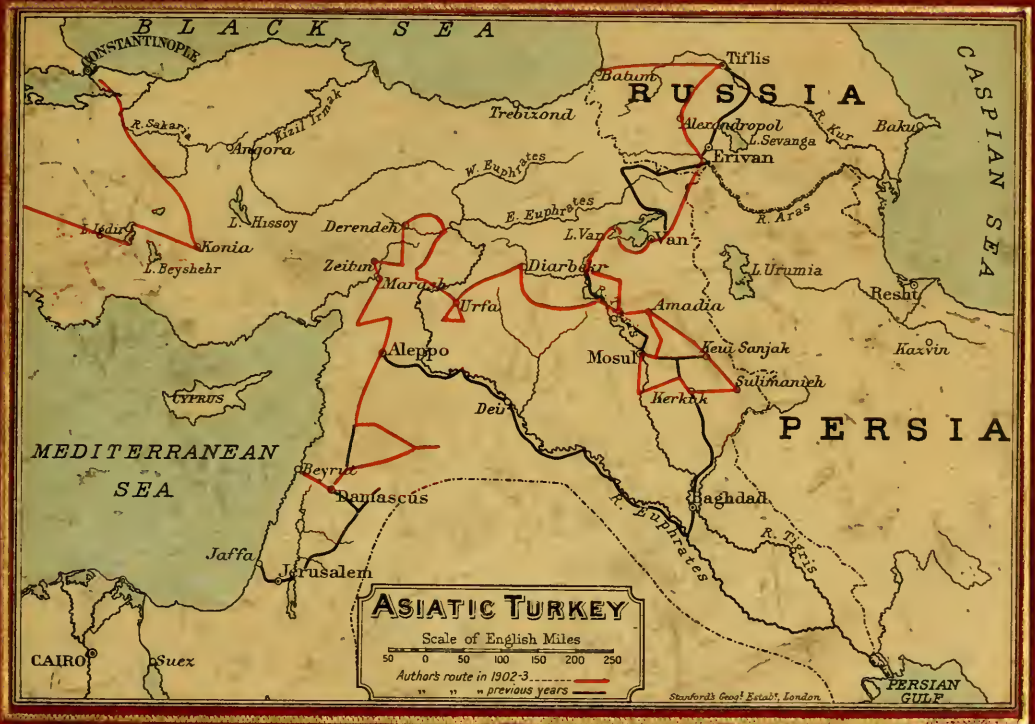 BLACK SEA
CONSTANTINOPLE
CASPIAN SEA
Tiflis
Batum
RUSSIA
Trebizond
R. Sakaria
Kizil Irmak
Angora
Alexandropol
L. Sevanga
R. Kur
Baku
Erivan
W. Euphrates
E. Euphrates
R. Aras
L. Hissoy
Derendeh
L. Van
Van
Konia
L. Beyshehr
Zeitun
Marash
Diarbekr
L. Urumia
Resht
Urfa
R. Tigris
Amadia
Aleppo
Mosul
Keui Sanjak
Kazvin
CYPRUS
Deir
Kerkuk
Sulimanieh
PERSIA
MEDITERRANEAN
SEA
Beyrut
Damascus
Baghdad
R. Euphrates
R. Tigris
Jaffa
Jerusalem
CAIRO
Suez
ASIATIC TURKEY
Scale of English Miles
50 0 50 100 150 200 250
Author's route in 1902-3
" " " previous years
Stanford's Geogl. Estabt., London
PERSIAN
GULF